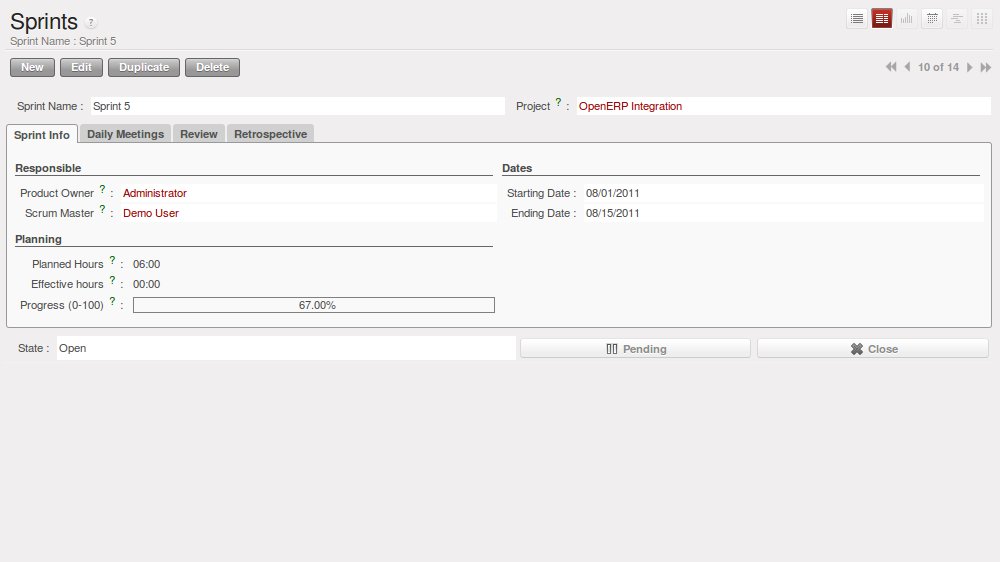 Sprints ?
Sprint Name : Sprint 5
New Edit Duplicate Delete 10 of 14
Sprint Name : Sprint 5 Project ? : OpenERP Integration
Sprint Info Daily Meetings Review Retrospective
Responsible Dates
Product Owner ? : Administrator Starting Date : 08/01/2011
Scrum Master ? : Demo User Ending Date : 08/15/2011
Planning
Planned Hours ? : 06:00
Effective hours ? : 00:00
Progress (0-100) ? : 67.00%
State : Open Pending Close